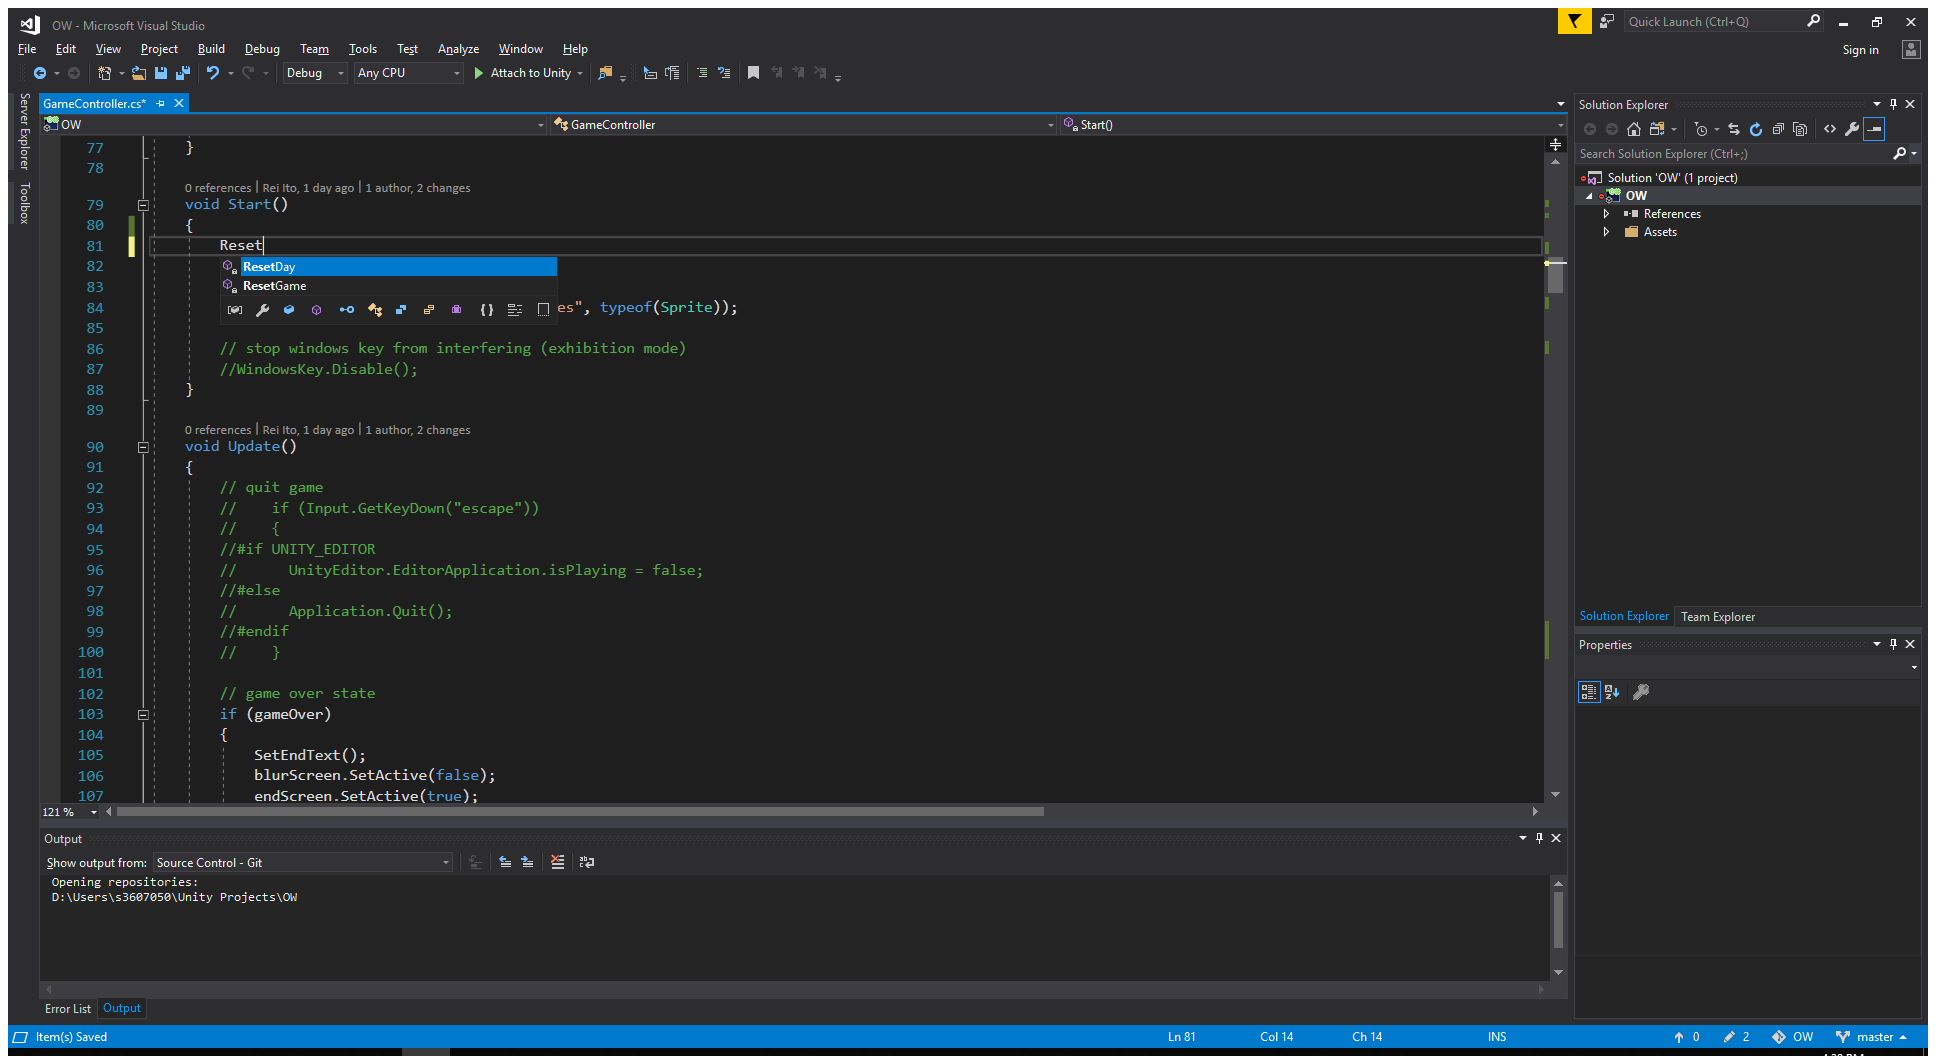 OW - Microsoft Visual Studio
Quick Launch (Ctrl+Q)
File Edit View Project Build Debug Team Tools Test Analyze Window Help
Sign in
Debug Any CPU Attach to Unity
Server Explorer
Toolbox
GameController.cs*
OW GameController Start()
77 }
78
0 references | Rei Ito, 1 day ago | 1 author, 2 changes
79 void Start()
80 {
81 Reset
82 ResetDay
83 ResetGame
84 es", typeof(Sprite));
85
86 // stop windows key from interfering (exhibition mode)
87 //WindowsKey.Disable();
88 }
89
0 references | Rei Ito, 1 day ago | 1 author, 2 changes
90 void Update()
91 {
92 // quit game
93 // if (Input.GetKeyDown("escape"))
94 // {
95 //#if UNITY_EDITOR
96 // UnityEditor.EditorApplication.isPlaying = false;
97 //#else
98 // Application.Quit();
99 //#endif
100 // }
101
102 // game over state
103 if (gameOver)
104 {
105 SetEndText();
106 blurScreen.SetActive(false);
107 endScreen.SetActive(true);
121 %
Output
Show output from: Source Control - Git
Opening repositories:
D:\Users\s3607050\Unity Projects\OW
Error List Output
Solution Explorer
Search Solution Explorer (Ctrl+;)
Solution 'OW' (1 project)
OW
References
Assets
Solution Explorer Team Explorer
Properties
Item(s) Saved Ln 81 Col 14 Ch 14 INS 0 2 OW master